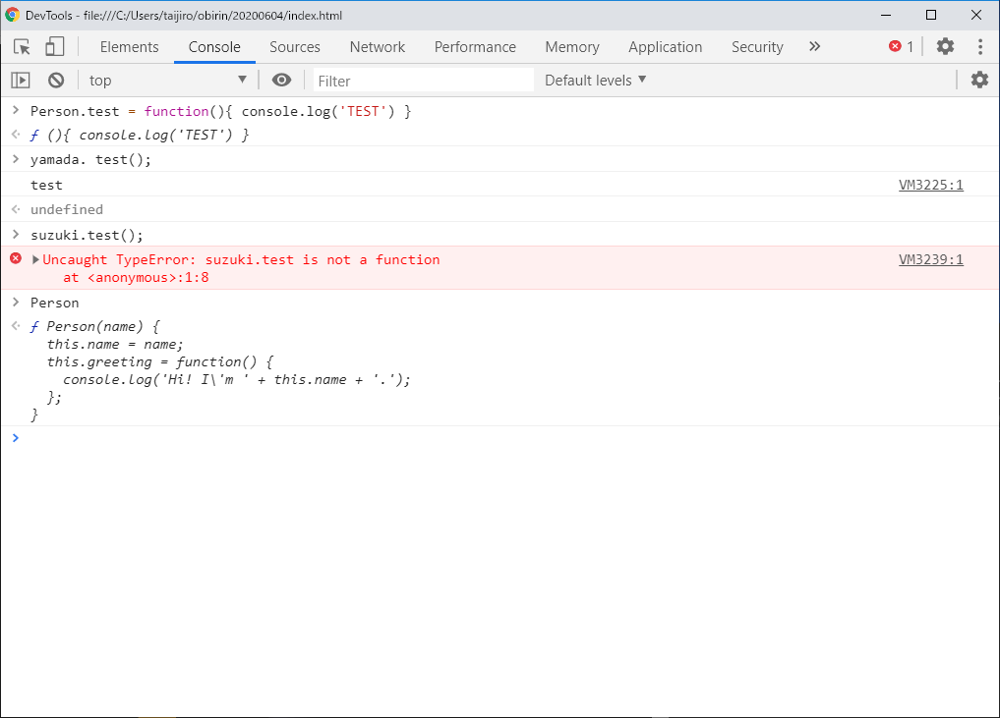 DevTools - file:///C:/Users/taijiro/obirin/20200604/index.html
Elements Console Sources Network Performance Memory Application Security » 1
top Filter Default levels
> Person.test = function(){ console.log('TEST') }
ƒ (){ console.log('TEST') }
> yamada. test();
test VM3225:1
undefined
> suzuki.test();
Uncaught TypeError: suzuki.test is not a function VM3239:1
at <anonymous>:1:8
> Person
ƒ Person(name) {
this.name = name;
this.greeting = function() {
console.log('Hi! I\'m ' + this.name + '.');
};
}
>